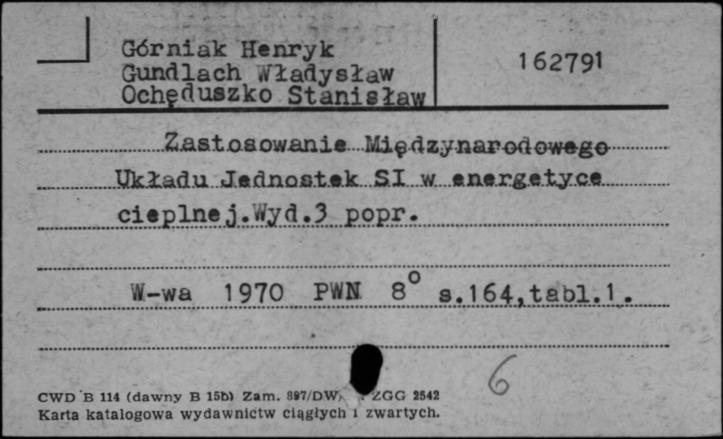 Górniak Henryk
Gundlach Władysław
Ochęduszko Stanisław
162791
Zastosowanie Międzynarodowego
Układu Jednostek SI w energetyce
cieplnej.Wyd.3 popr.
W-wa 1970 PWN 8° s.164,tabl.1.
6
CWD B 114 (dawny B 15b) Zam. 897/DW ZGG 2542
Karta katalogowa wydawnictw ciągłych i zwartych.